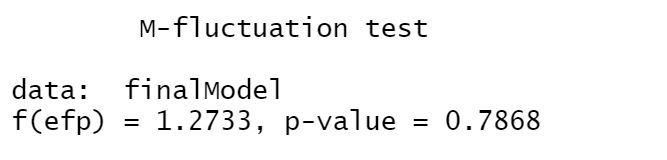 M-fluctuation test
data:  finalModel
f(efp) = 1.2733, p-value = 0.7868